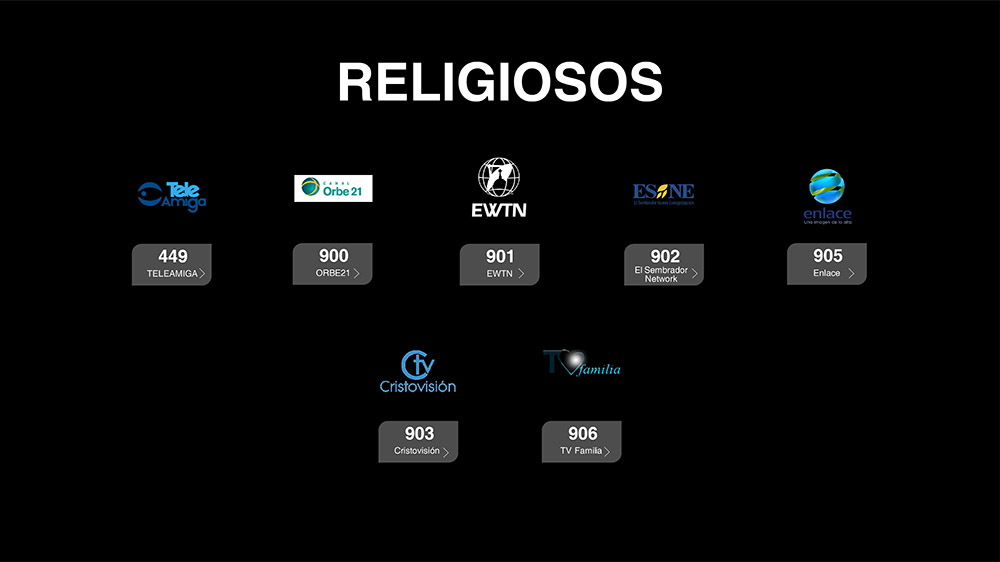 RELIGIOSOS
Tele
Amiga
CANAL
Orbe 21
EWTN
ESNE
El Sembrador Nueva Evangelización
enlace
Una imagen de lo alto
449
TELEAMIGA
900
ORBE21
901
EWTN
902
El Sembrador
Network
905
Enlace
Ctv
Cristovisión
TV
familia
903
Cristovisión
906
TV Familia